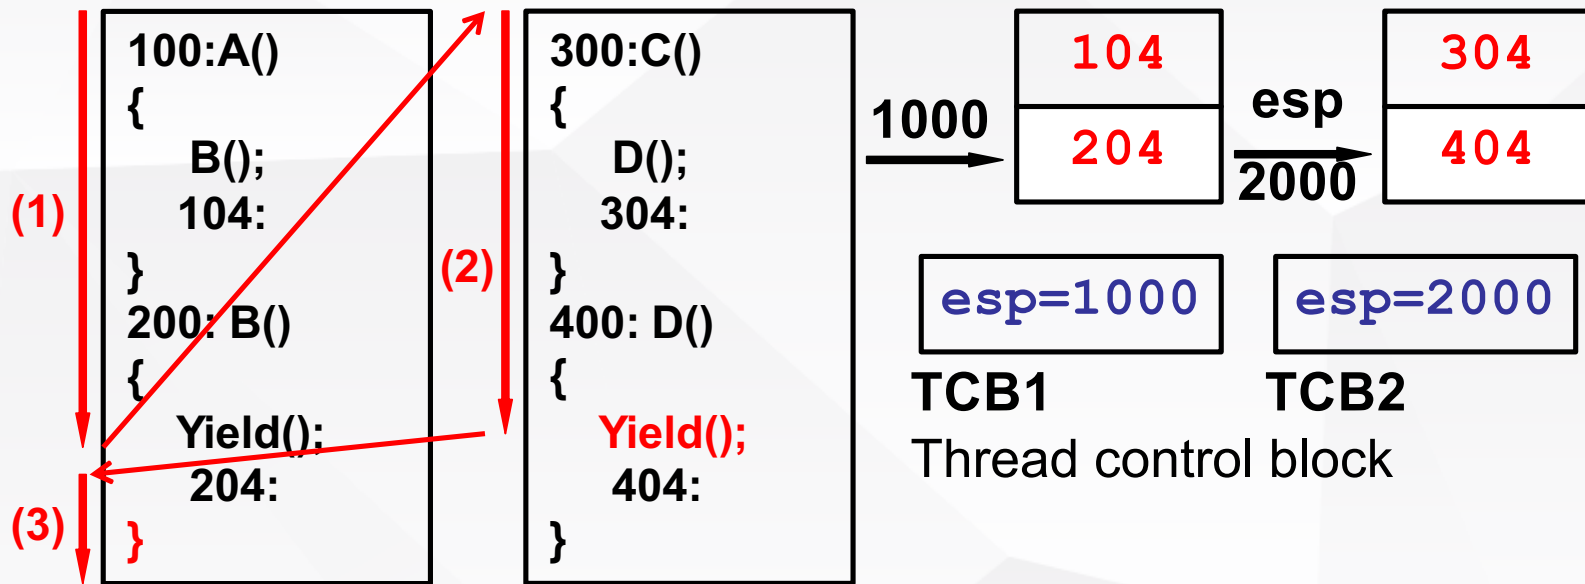 (1)
(3)
100:A()
{
B();
104:
}
200: B()
{
Yield();
204:
}
(2)
300:C()
{
D();
304:
}
400: D()
{
Yield();
404:
}
1000
104
204
esp
2000
304
404
esp=1000
esp=2000
TCB1
TCB2
Thread control block